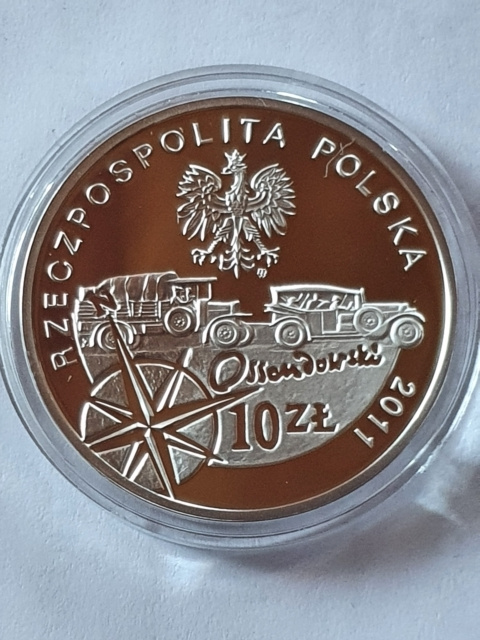 RZECZPOSPOLITA POLSKA
2011
Ossendowski
10 ZŁ